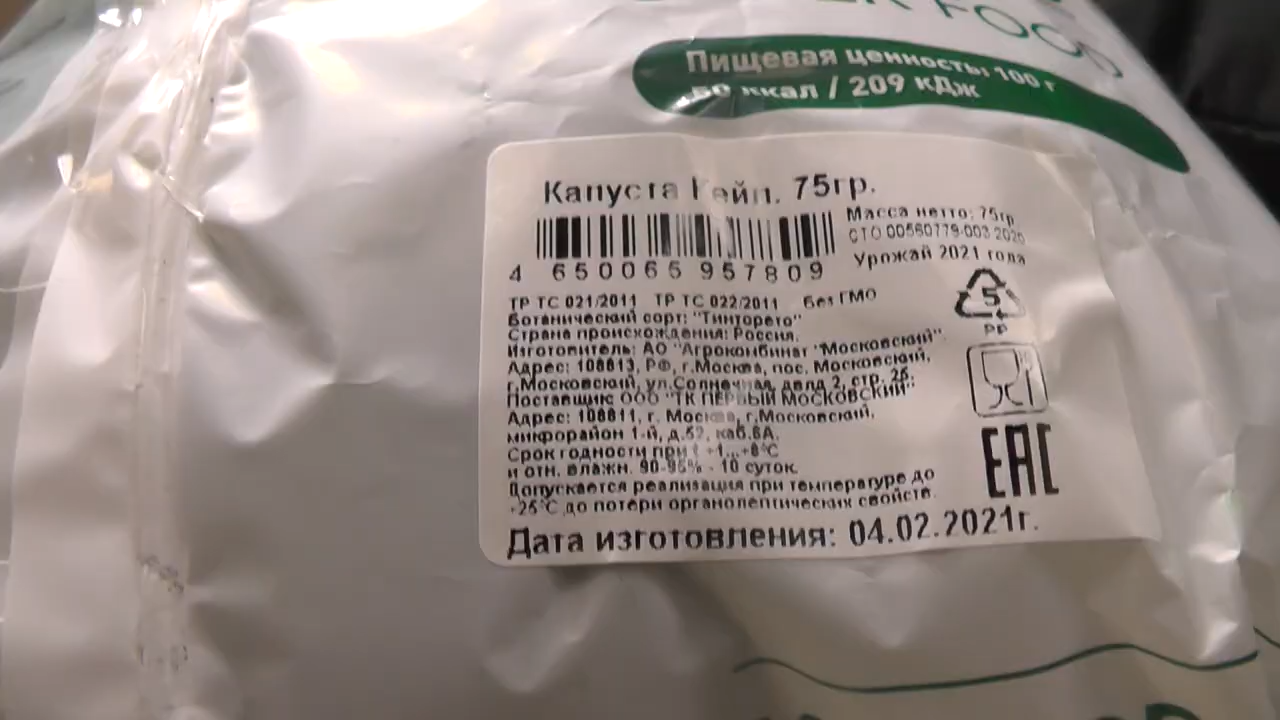 FOOD
Пищевая ценность: 100 г
50 ккал / 209 кДж
Капуста Кейл. 75гр.
4 650065 957809
Масса нетто: 75гр
СТО 00560779-003 2020
Урожай 2021 года
ТР ТС 021/2011 ТР ТС 022/2011 без ГМО
Ботанический сорт: "Тинторето"
Страна происхождения: Россия.
Изготовитель: АО "Агрокомбинат "Московский".
Адрес: 108813, РФ, г.Москва, пос. Московский,
г.Московский, ул.Солнечная, двлд 2, стр. 2б.
Поставщик: ООО "ТК ПЕРВЫЙ МОСКОВСКИЙ".
Адрес: 108811, г. Москва, г.Московский,
микрорайон 1-й, д.52, каб.8А.
Срок годности при t +1...+8°С
и отн. влажн. 90-95% - 10 суток.
Допускается реализация при температуре до
+25°С до потери органолептических свойств.
Дата изготовления: 04.02.2021г.
5
PP
ЕАС